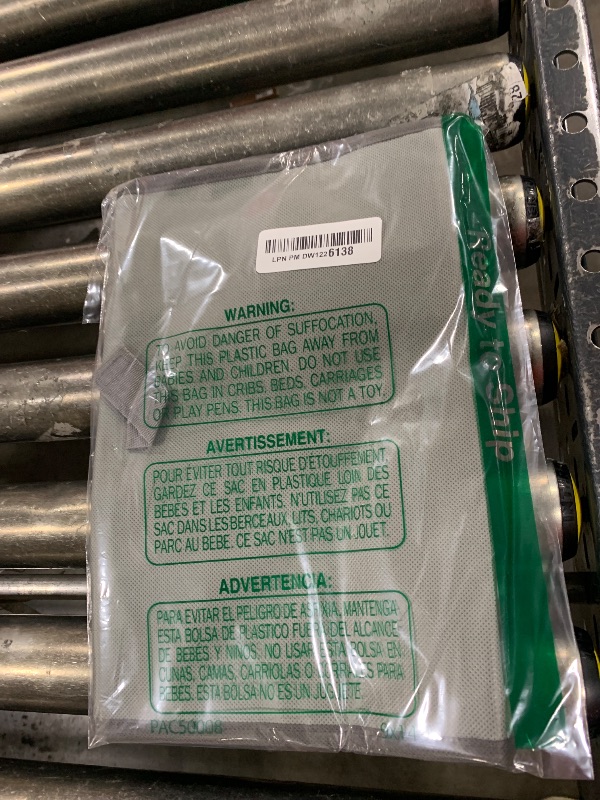 LPN PM DW1226138
WARNING:
TO AVOID DANGER OF SUFFOCATION,
KEEP THIS PLASTIC BAG AWAY FROM
BABIES AND CHILDREN. DO NOT USE
THIS BAG IN CRIBS, BEDS, CARRIAGES
OR PLAY PENS. THIS BAG IS NOT A TOY.
AVERTISSEMENT:
POUR ÉVITER TOUT RISQUE D'ÉTOUFFEMENT,
GARDEZ CE SAC EN PLASTIQUE LOIN DES
BEBES ET LES ENFANTS. N'UTILISEZ PAS CE
SAC DANS LES BERCEAUX, LITS, CHARIOTS OU
PARC AU BEBE. CE SAC N'EST PAS UN JOUET.
ADVERTENCIA:
PARA EVITAR EL PELIGRO DE ASFIXIA, MANTENGA
ESTA BOLSA DE PLÁSTICO FUERA DEL ALCANCE
DE BEBES Y NINOS. NO USAR ESTA BOLSA EN
CUNAS, CAMAS, CARRIOLAS O CORRALES PARA
BEBES. ESTA BOLSA NO ES UN JUGUETE.
PAC50008
Ready to Ship